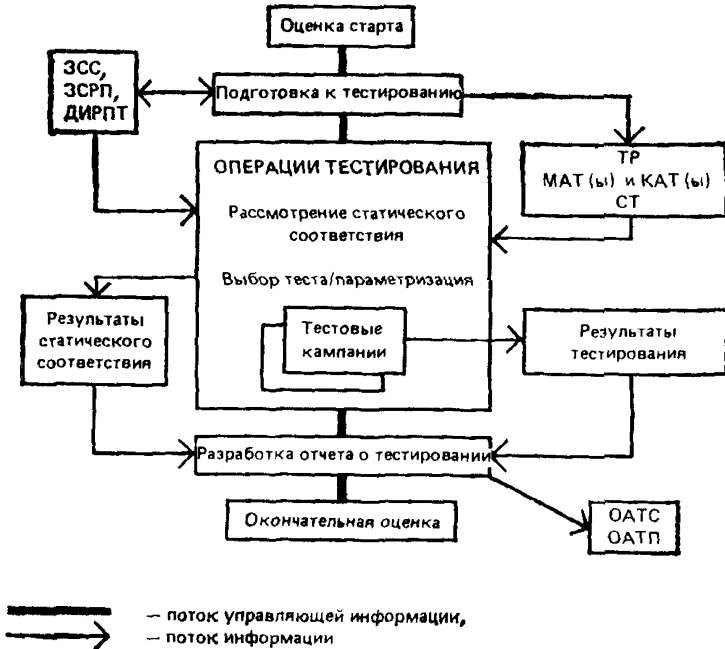 Оценка старта
ЗСС,
ЗСРП,
ДИРПТ
Подготовка к тестированию
ОПЕРАЦИИ ТЕСТИРОВАНИЯ
Рассмотрение статического
соответствия
Выбор теста/параметризация
Тестовые
кампании
ТР
МАТ (ы) и КАТ (ы)
СТ
Результаты
статического
соответствия
Результаты
тестирования
Разработка отчета о тестировании
Окончательная оценка
ОАТС
ОАТП
— поток управляющей информации,
— поток информации